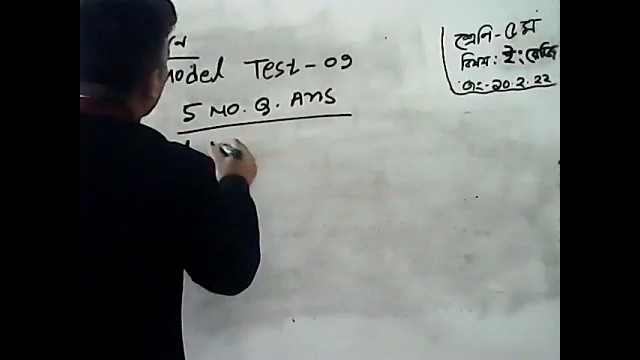 Model Test-09
5 NO. Q. Ans
শ্রেনি - ৫ম
বিষয়: ইংরেজি
তাং-২০.২.২২